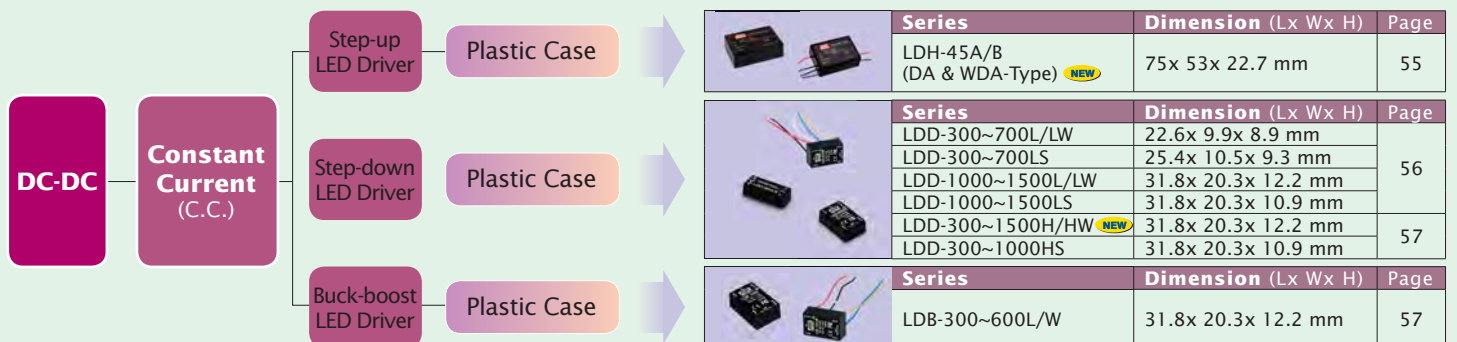 DC-DC
Constant
Current
(C.C.)
Step-up
LED Driver
Plastic Case
Series Dimension (Lx Wx H) Page
LDH-45A/B
(DA & WDA-Type) NEW
75x 53x 22.7 mm 55
Step-down
LED Driver
Plastic Case
Series Dimension (Lx Wx H) Page
LDD-300~700L/LW 22.6x 9.9x 8.9 mm
LDD-300~700LS 25.4x 10.5x 9.3 mm
LDD-1000~1500L/LW 31.8x 20.3x 12.2 mm
LDD-1000~1500LS 31.8x 20.3x 10.9 mm
56
LDD-300~1500H/HW NEW 31.8x 20.3x 12.2 mm
LDD-300~1000HS 31.8x 20.3x 10.9 mm
57
Buck-boost
LED Driver
Plastic Case
Series Dimension (Lx Wx H) Page
LDB-300~600L/W 31.8x 20.3x 12.2 mm 57